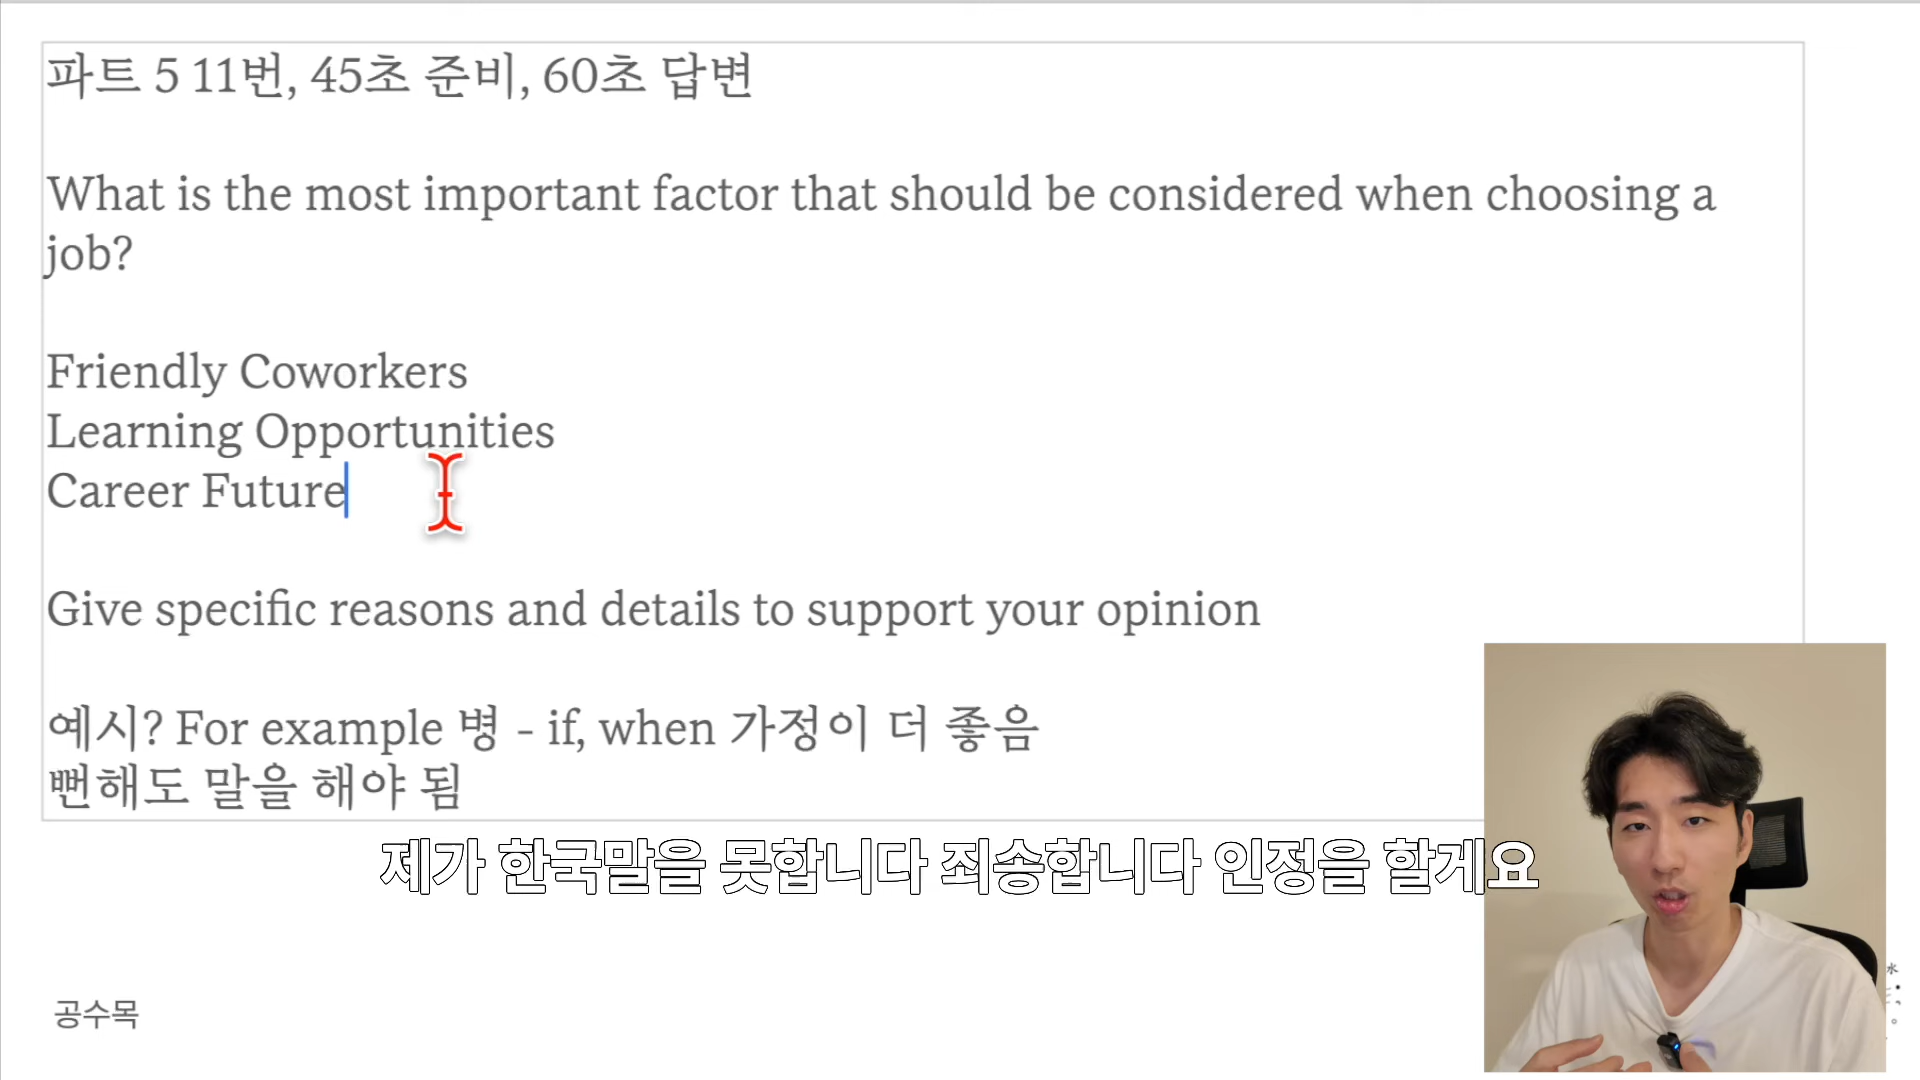 파트 5 11번, 45초 준비, 60초 답변
What is the most important factor that should be considered when choosing a
job?
Friendly Coworkers
Learning Opportunities
Career Future
Give specific reasons and details to support your opinion
예시? For example 병 - if, when 가정이 더 좋음
뻔해도 말을 해야 됨
제가 한국말을 못합니다 죄송합니다 인정을 할게요
공수목
水